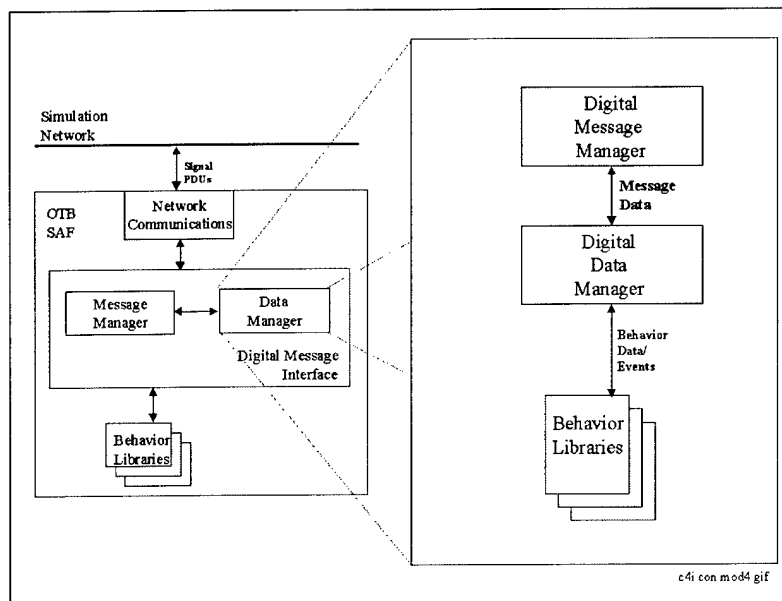 Simulation
Network
Signal
PDUs
OTB
SAF
Network
Communications
Message
Manager
Data
Manager
Digital Message
Interface
Behavior
Libraries
Digital
Message
Manager
Message
Data
Digital
Data
Manager
Behavior
Data/
Events
Behavior
Libraries
c4i con mod4 gif